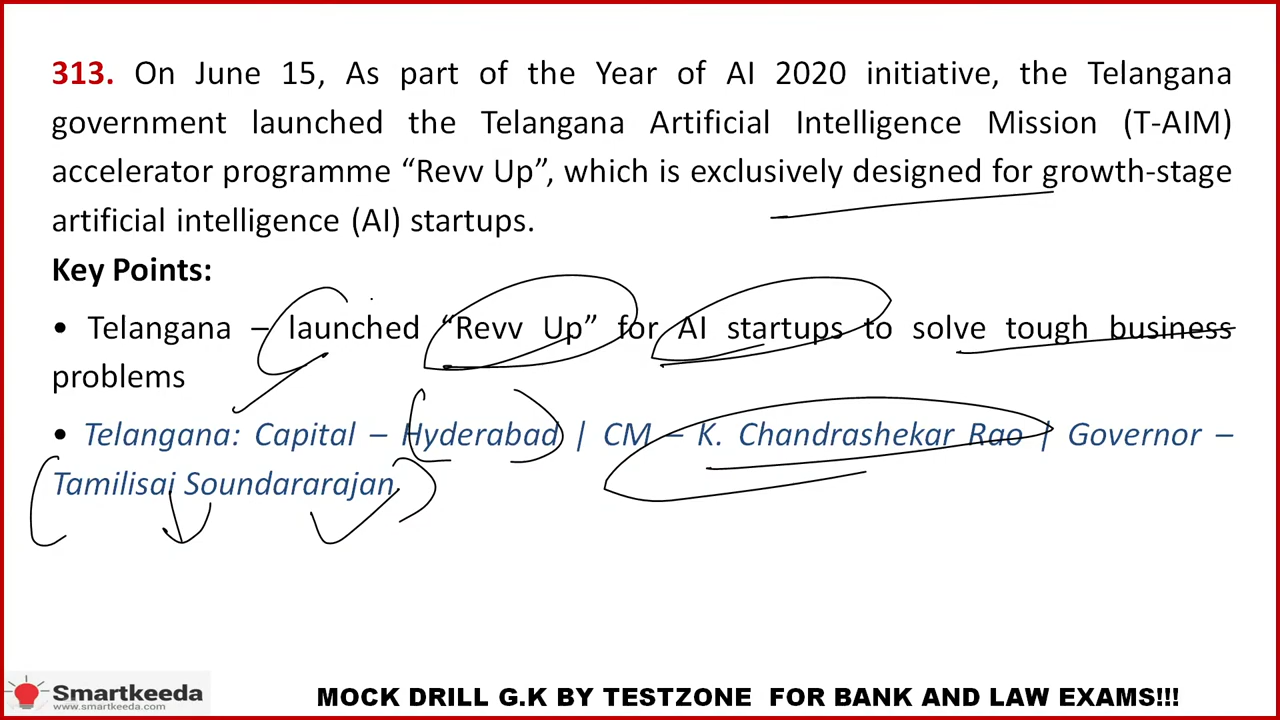 313. On June 15, As part of the Year of AI 2020 initiative, the Telangana
government launched the Telangana Artificial Intelligence Mission (T-AIM)
accelerator programme “Revv Up”, which is exclusively designed for growth-stage
artificial intelligence (AI) startups.
Key Points:
• Telangana – launched “Revv Up” for AI startups to solve tough business
problems
• Telangana: Capital – Hyderabad | CM – K. Chandrashekar Rao | Governor –
Tamilisai Soundararajan
Smartkeeda
www.smartkeeda.com
MOCK DRILL G.K BY TESTZONE FOR BANK AND LAW EXAMS!!!